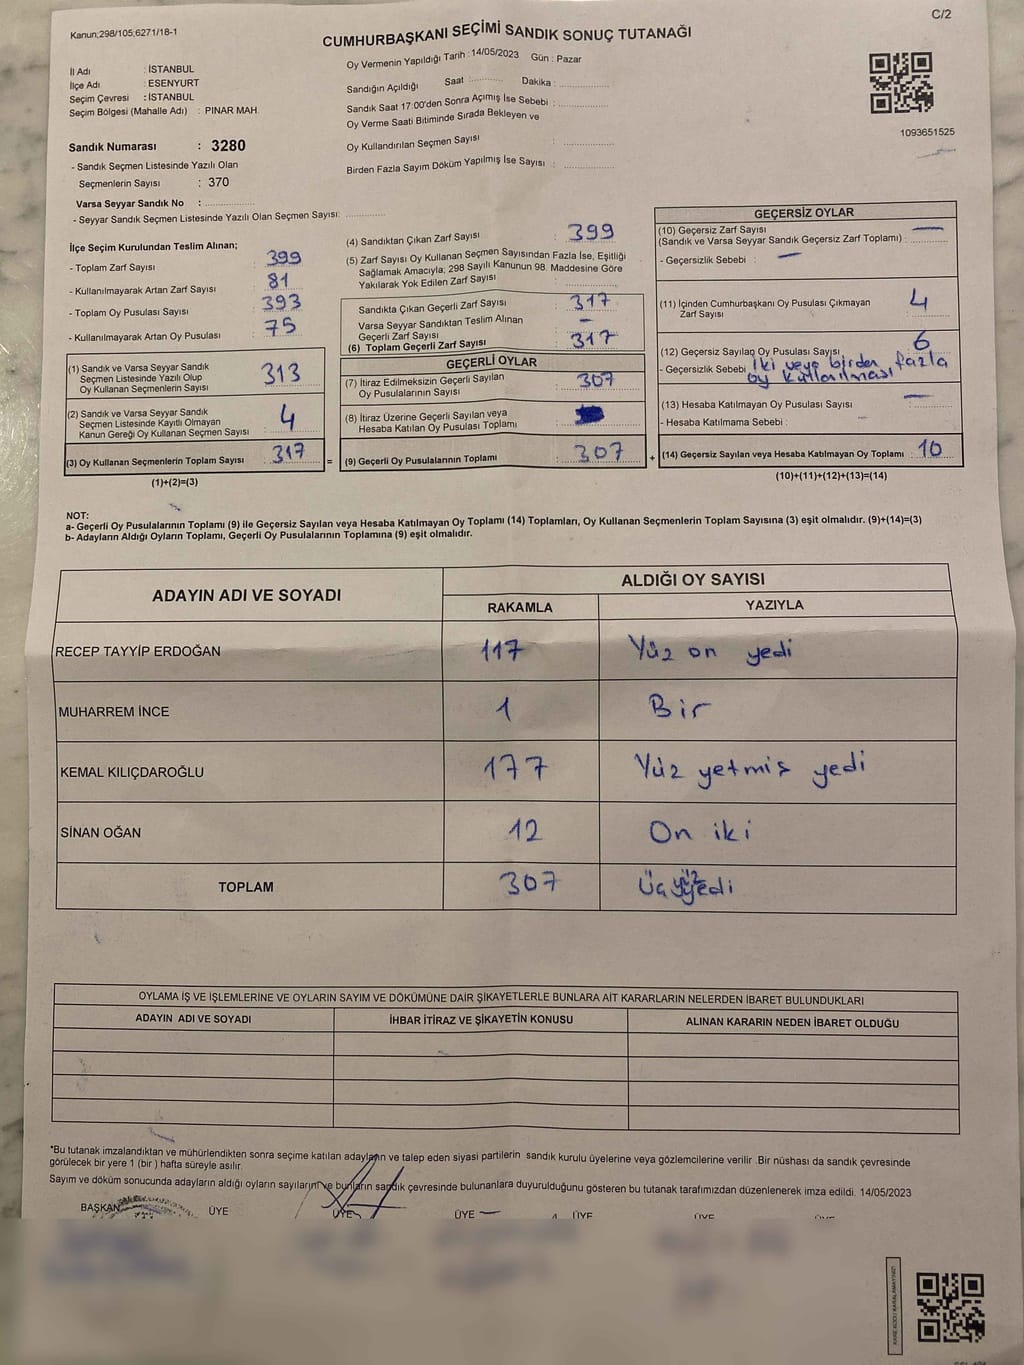 C/2
Kanun;298/105;6271/18-1
CUMHURBAŞKANI SEÇİMİ SANDIK SONUÇ TUTANAĞI
Oy Vermenin Yapıldığı Tarih : 14/05/2023 Gün : Pazar
İl Adı : İSTANBUL
İlçe Adı : ESENYURT
Seçim Çevresi : İSTANBUL
Seçim Bölgesi (Mahalle Adı) : PINAR MAH.
Sandığın Açıldığı Saat :............ Dakika :................
Sandık Saat 17:00'den Sonra Açımış İse Sebebi :................
Oy Verme Saati Bitiminde Sırada Bekleyen ve
Oy Kullandırılan Seçmen Sayısı :................
Birden Fazla Sayım Döküm Yapılmış İse Sayısı :................
1093651525
Sandık Numarası : 3280
- Sandık Seçmen Listesinde Yazılı Olan
Seçmenlerin Sayısı : 370
Varsa Seyyar Sandık No :................
- Seyyar Sandık Seçmen Listesinde Yazılı Olan Seçmen Sayısı: ............
İlçe Seçim Kurulundan Teslim Alınan;
- Toplam Zarf Sayısı : 399
- Kullanılmayarak Artan Zarf Sayısı : 81
- Toplam Oy Pusulası Sayısı : 393
- Kullanılmayarak Artan Oy Pusulası : 75
(1) Sandık ve Varsa Seyyar Sandık
Seçmen Listesinde Yazılı Olup
Oy Kullanan Seçmenlerin Sayısı : 313
(2) Sandık ve Varsa Seyyar Sandık
Seçmen Listesinde Kayıtlı Olmayan
Kanun Gereği Oy Kullanan Seçmen Sayısı : 4
(3) Oy Kullanan Seçmenlerin Toplam Sayısı : 317 =
(1)+(2)=(3)
(4) Sandıktan Çıkan Zarf Sayısı : 399
(5) Zarf Sayısı Oy Kullanan Seçmen Sayısından Fazla İse, Eşitliği
Sağlamak Amacıyla; 298 Sayılı Kanunun 98. Maddesine Göre
Yakılarak Yok Edilen Zarf Sayısı :
Sandıkta Çıkan Geçerli Zarf Sayısı : 317
Varsa Seyyar Sandıktan Teslim Alınan
Geçerli Zarf Sayısı : -
(6) Toplam Geçerli Zarf Sayısı : 317
GEÇERLİ OYLAR
(7) İtiraz Edilmeksizin Geçerli Sayılan
Oy Pusulalarının Sayısı : 307
(8) İtiraz Üzerine Geçerli Sayılan veya
Hesaba Katılan Oy Pusulası Toplamı :
(9) Geçerli Oy Pusulalarının Toplamı : 307 +
GEÇERSİZ OYLAR
(10) Geçersiz Zarf Sayısı
(Sandık ve Varsa Seyyar Sandık Geçersiz Zarf Toplamı) : -
- Geçersizlik Sebebi : -
(11) İçinden Cumhurbaşkanı Oy Pusulası Çıkmayan
Zarf Sayısı : 4
(12) Geçersiz Sayılan Oy Pusulası Sayısı : 6
- Geçersizlik Sebebi : iki veya birden fazla
oy kullanılması
(13) Hesaba Katılmayan Oy Pusulası Sayısı : -
- Hesaba Katılmama Sebebi :
(14) Geçersiz Sayılan veya Hesaba Katılmayan Oy Toplamı : 10
(10)+(11)+(12)+(13)=(14)
NOT:
a- Geçerli Oy Pusulalarının Toplamı (9) ile Geçersiz Sayılan veya Hesaba Katılmayan Oy Toplamı (14) Toplamları, Oy Kullanan Seçmenlerin Toplam Sayısına (3) eşit olmalıdır. (9)+(14)=(3)
b- Adayların Aldığı Oyların Toplamı, Geçerli Oy Pusulalarının Toplamına (9) eşit olmalıdır.
ADAYIN ADI VE SOYADI ALDIĞI OY SAYISI
RAKAMLA YAZIYLA
RECEP TAYYİP ERDOĞAN 117 Yüz on yedi
MUHARREM İNCE 1 Bir
KEMAL KILIÇDAROĞLU 177 Yüz yetmiş yedi
SİNAN OĞAN 12 On iki
TOPLAM 307 Üç yüz yedi
OYLAMA İŞ VE İŞLEMLERİNE VE OYLARIN SAYIM VE DÖKÜMÜNE DAİR ŞİKAYETLERLE BUNLARA AİT KARARLARIN NELERDEN İBARET BULUNDUKLARI
ADAYIN ADI VE SOYADI İHBAR İTİRAZ VE ŞİKAYETİN KONUSU ALINAN KARARIN NEDEN İBARET OLDUĞU
*Bu tutanak imzalandıktan ve mühürlendikten sonra seçime katılan adayların ve talep eden siyasi partilerin sandık kurulu üyelerine veya gözlemcilerine verilir .Bir nüshası da sandık çevresinde
görülecek bir yere 1 (bir ) hafta süreyle asılır.
Sayım ve döküm sonucunda adayların aldığı oyların sayılarını ve bunların sandık çevresinde bulunanlara duyurulduğunu gösteren bu tutanak tarafımızdan düzenlenerek imza edildi. 14/05/2023
BAŞKAN ÜYE ÜYE ÜYE ÜYE ÜYE ÜYE